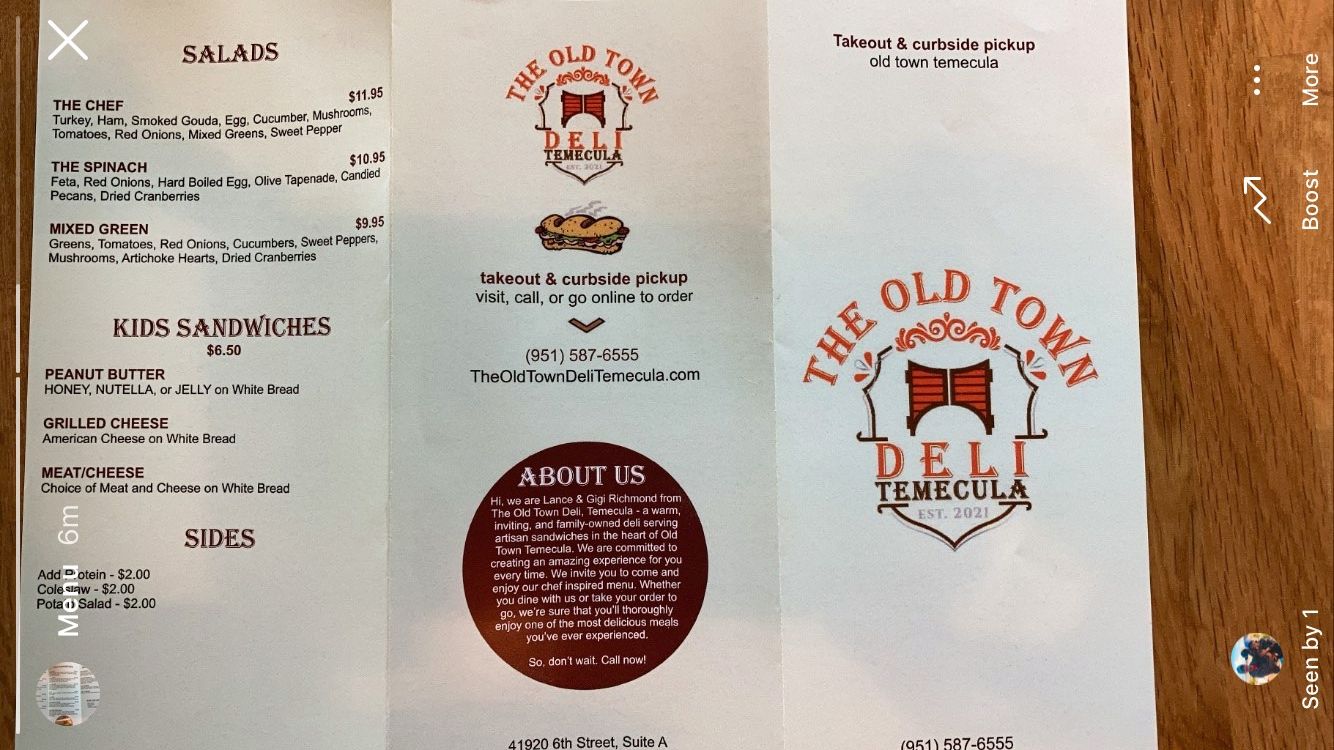 SALADS
THE CHEF $11.95
Turkey, Ham, Smoked Gouda, Egg, Cucumber, Mushrooms,
Tomatoes, Red Onions, Mixed Greens, Sweet Pepper
THE SPINACH $10.95
Feta, Red Onions, Hard Boiled Egg, Olive Tapenade, Candied
Pecans, Dried Cranberries
MIXED GREEN $9.95
Greens, Tomatoes, Red Onions, Cucumbers, Sweet Peppers,
Mushrooms, Artichoke Hearts, Dried Cranberries
KIDS SANDWICHES
$6.50
PEANUT BUTTER
HONEY, NUTELLA, or JELLY on White Bread
GRILLED CHEESE
American Cheese on White Bread
MEAT/CHEESE
Choice of Meat and Cheese on White Bread
SIDES
Add Protein - $2.00
Coleslaw - $2.00
Potato Salad - $2.00
Menu 6m
THE OLD TOWN
DELI
TEMECULA
EST. 2021
takeout & curbside pickup
visit, call, or go online to order
(951) 587-6555
TheOldTownDeliTemecula.com
ABOUT US
Hi, we are Lance & Gigi Richmond from
The Old Town Deli, Temecula - a warm,
inviting, and family-owned deli serving
artisan sandwiches in the heart of Old
Town Temecula. We are committed to
creating an amazing experience for you
every time. We invite you to come and
enjoy our chef inspired menu. Whether
you dine with us or take your order to
go, we're sure that you'll thoroughly
enjoy one of the most delicious meals
you've ever experienced.
So, don't wait. Call now!
41920 6th Street, Suite A
Takeout & curbside pickup
old town temecula
THE OLD TOWN
DELI
TEMECULA
EST. 2021
(951) 587-6555
More
Boost
Seen by 1